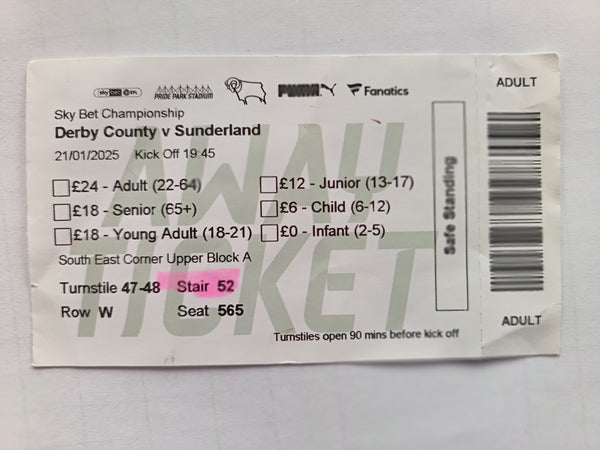 sky bet
PRIDE PARK STADIUM
PUMA
Fanatics
ADULT
Sky Bet Championship
Derby County v Sunderland
21/01/2025 Kick Off 19:45
AWAY
TICKET
£24 - Adult (22-64) £12 - Junior (13-17)
£18 - Senior (65+) £6 - Child (6-12)
£18 - Young Adult (18-21) £0 - Infant (2-5)
Safe Standing
South East Corner Upper Block A
Turnstile 47-48 Stair 52
Row W Seat 565
Turnstiles open 90 mins before kick off
ADULT